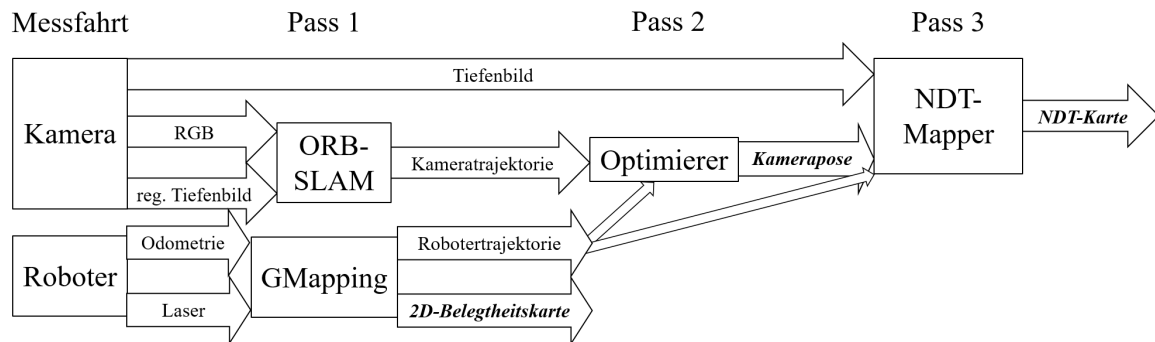 Messfahrt Pass 1 Pass 2 Pass 3
Tiefenbild
Kamera
RGB
ORB-
SLAM
Kameratrajektorie
Optimierer
Kamerapose
NDT-
Mapper
NDT-Karte
reg. Tiefenbild
Roboter
Odometrie
Laser
GMapping
Robotertrajektorie
2D-Belegtheitskarte